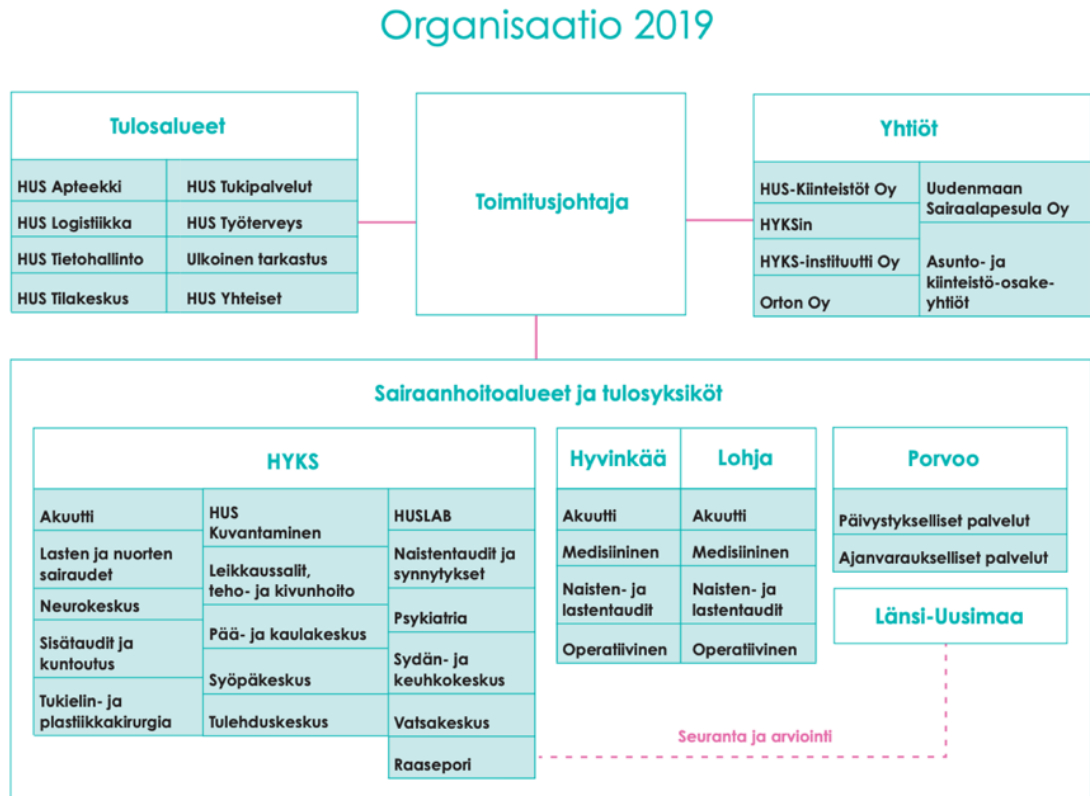 Organisaatio 2019
Tulosalueet
HUS Apteekki
HUS Logistiikka
HUS Tietohallinto
HUS Tilakeskus
HUS Tukipalvelut
HUS Työterveys
Ulkoinen tarkastus
HUS Yhteiset
Toimitusjohtaja
Yhtiöt
HUS-Kiinteistöt Oy
HYKSin
HYKS-instituutti Oy
Orton Oy
Uudenmaan
Sairaalapesula Oy
Asunto- ja
kiinteistö-osake-
yhtiöt
Sairaanhoitoalueet ja tulosyksiköt
HYKS
Akuutti
Lasten ja nuorten
sairaudet
Neurokeskus
Sisätaudit ja
kuntoutus
Tukielin- ja
plastiikkakirurgia
HUS
Kuvantaminen
Leikkaussalit,
teho- ja kivunhoito
Pää- ja kaulakeskus
Syöpäkeskus
Tulehduskeskus
HUSLAB
Naistentaudit ja
synnytykset
Psykiatria
Sydän- ja
keuhkokeskus
Vatsakeskus
Raasepori
Hyvinkää
Akuutti
Medisiininen
Naisten- ja
lastentaudit
Operatiivinen
Lohja
Akuutti
Medisiininen
Naisten- ja
lastentaudit
Operatiivinen
Porvoo
Päivystykselliset palvelut
Ajanvaraukselliset palvelut
Länsi-Uusimaa
Seuranta ja arviointi